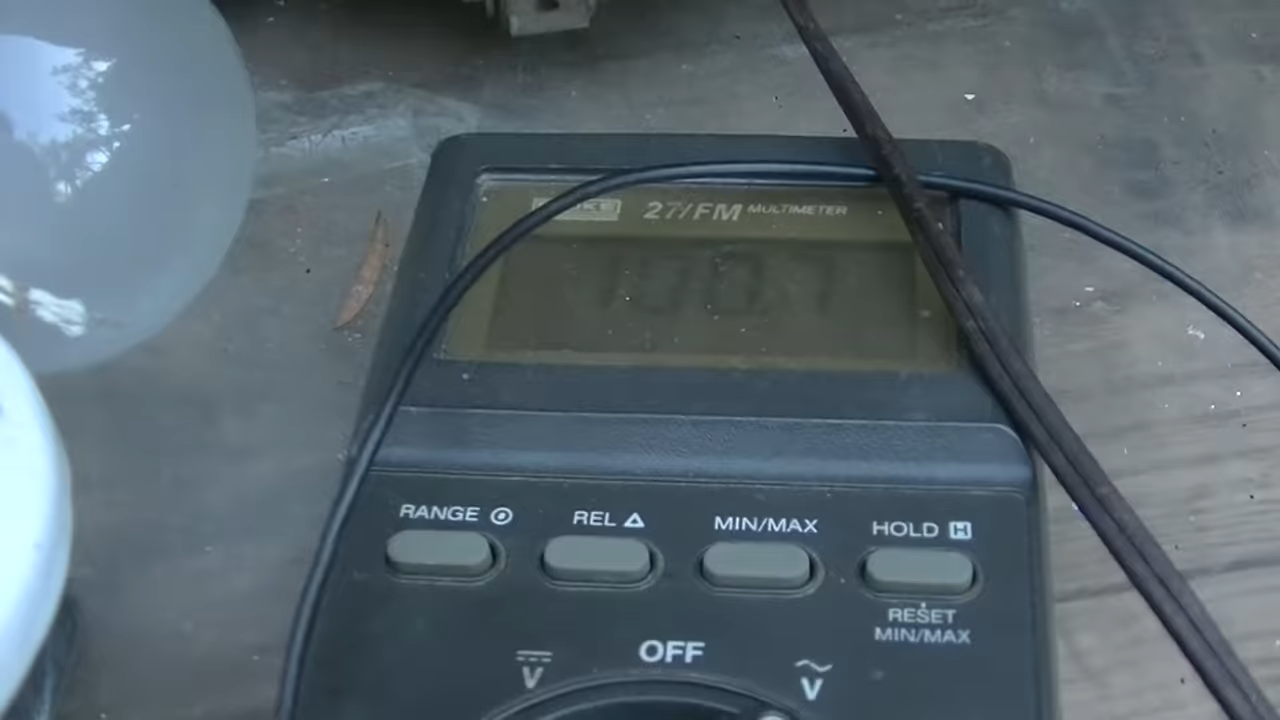 27/FM MULTIMETER
RANGE
REL △
MIN/MAX
HOLD H
RESET
MIN/MAX
OFF
V
V